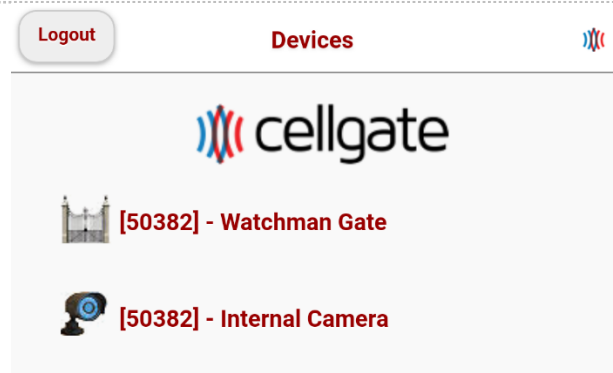 Logout
Devices
cellgate
[50382] - Watchman Gate
[50382] - Internal Camera